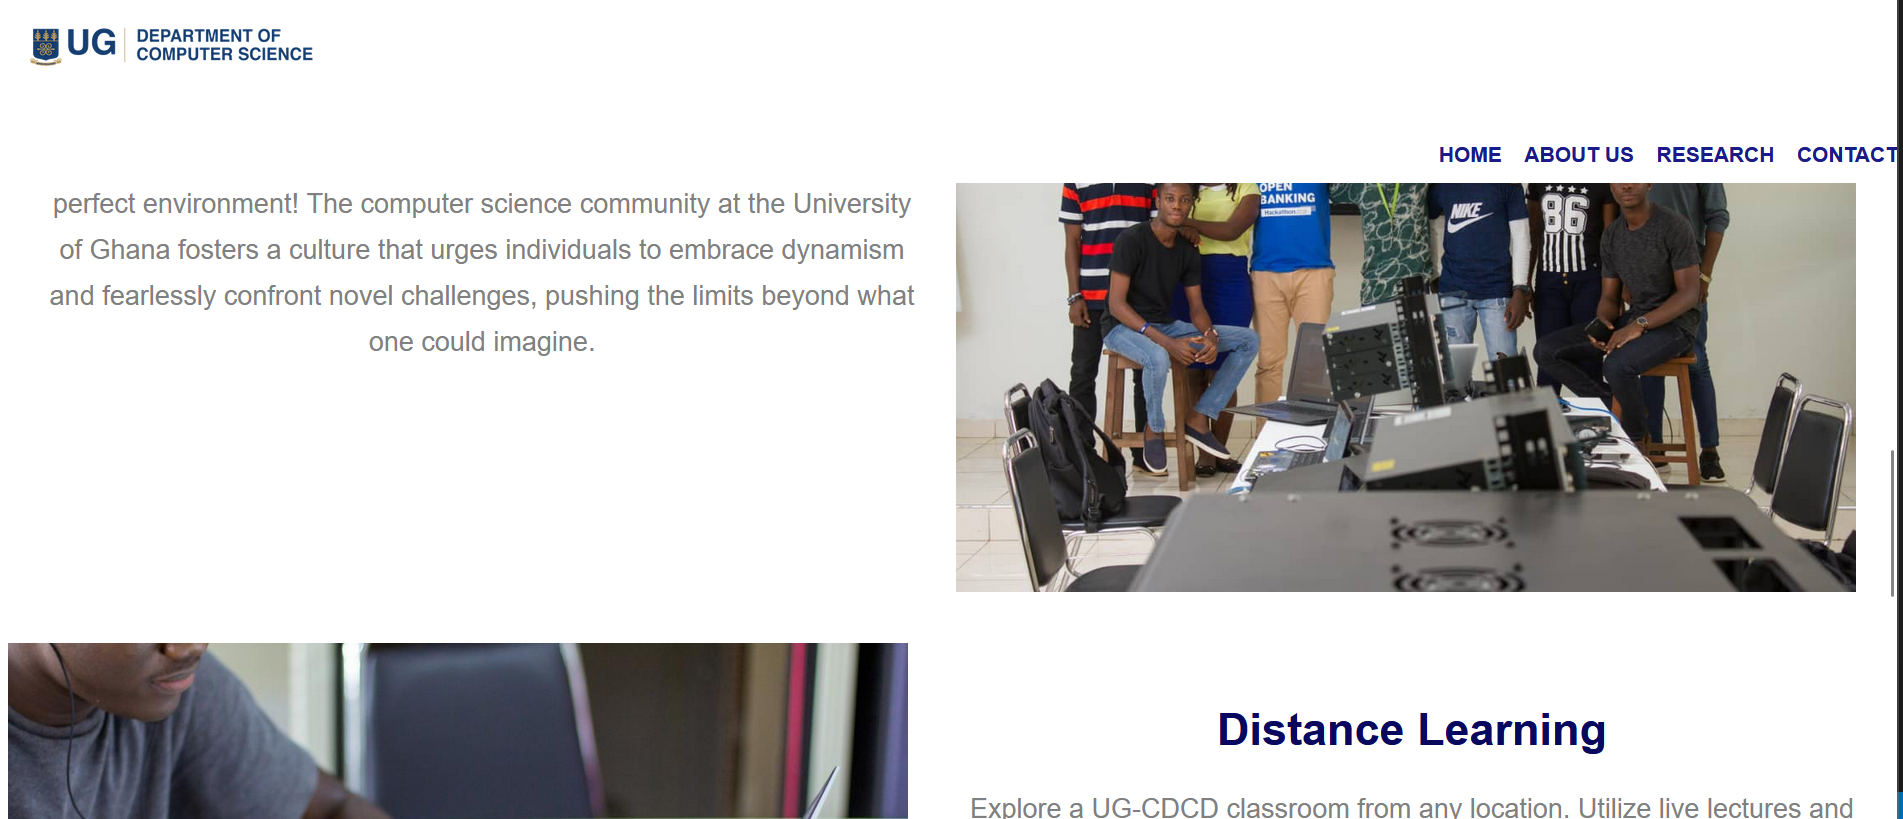 UG
DEPARTMENT OF
COMPUTER SCIENCE
HOME ABOUT US RESEARCH CONTACT
perfect environment! The computer science community at the University
of Ghana fosters a culture that urges individuals to embrace dynamism
and fearlessly confront novel challenges, pushing the limits beyond what
one could imagine.
OPEN
BANKING
Hackathon
NIKE
86
Distance Learning
Explore a UG-CDCD classroom from any location. Utilize live lectures and